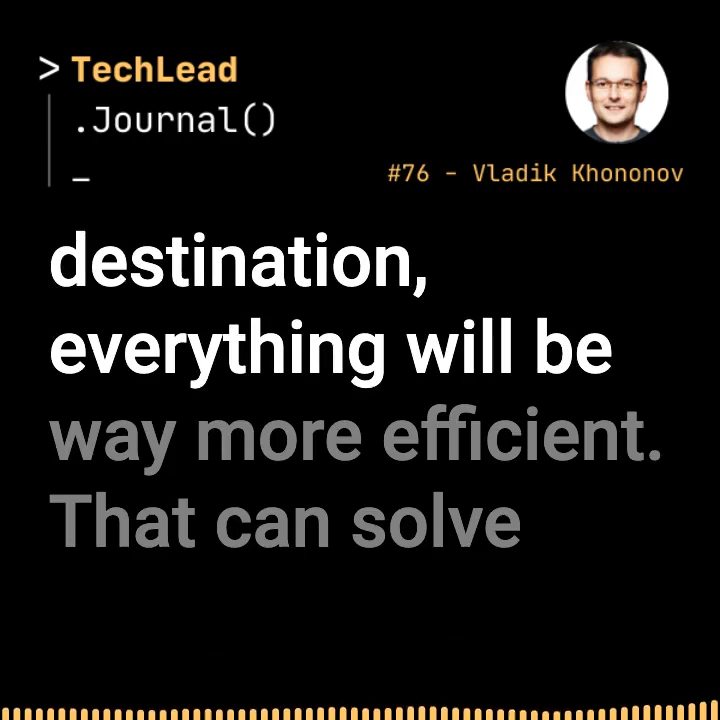 > TechLead
.Journal()
_
#76 - Vladik Khononov
destination,
everything will be
way more efficient.
That can solve